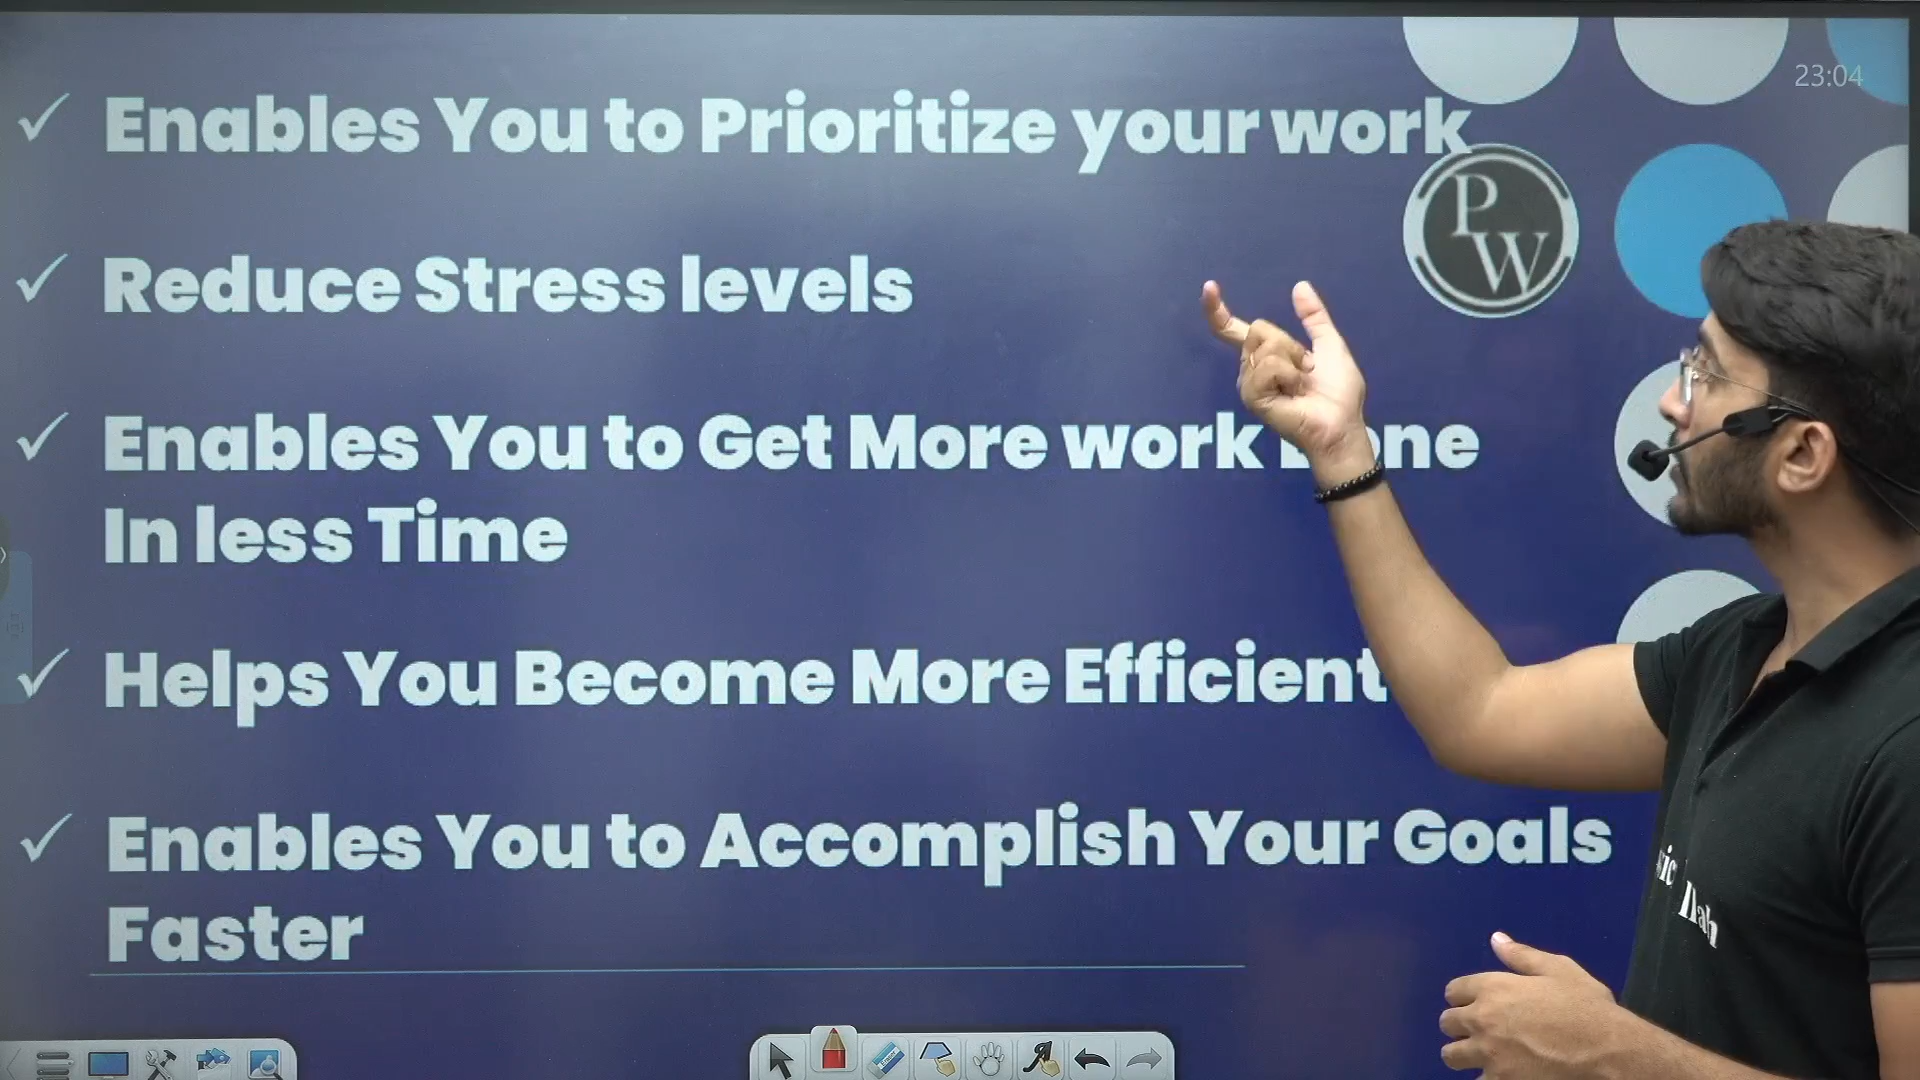 23:04
✓ Enables You to Prioritize your work
PW
✓ Reduce Stress levels
✓ Enables You to Get More work
In less Time
✓ Helps You Become More Efficient
✓ Enables You to Accomplish Your Goals
Faster